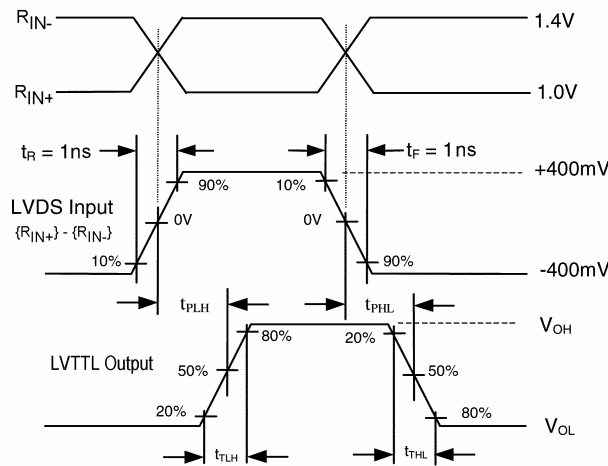 RIN-
1.4V
RIN+
1.0V
tR = 1ns
tF = 1ns
+400mV
90%
10%
LVDS Input
0V
0V
{RIN+} - {RIN-}
10%
90%
-400mV
tPLH
tPHL
VOH
80%
20%
LVTTL Output
50%
50%
20%
80%
VOL
tTLH
tTHL